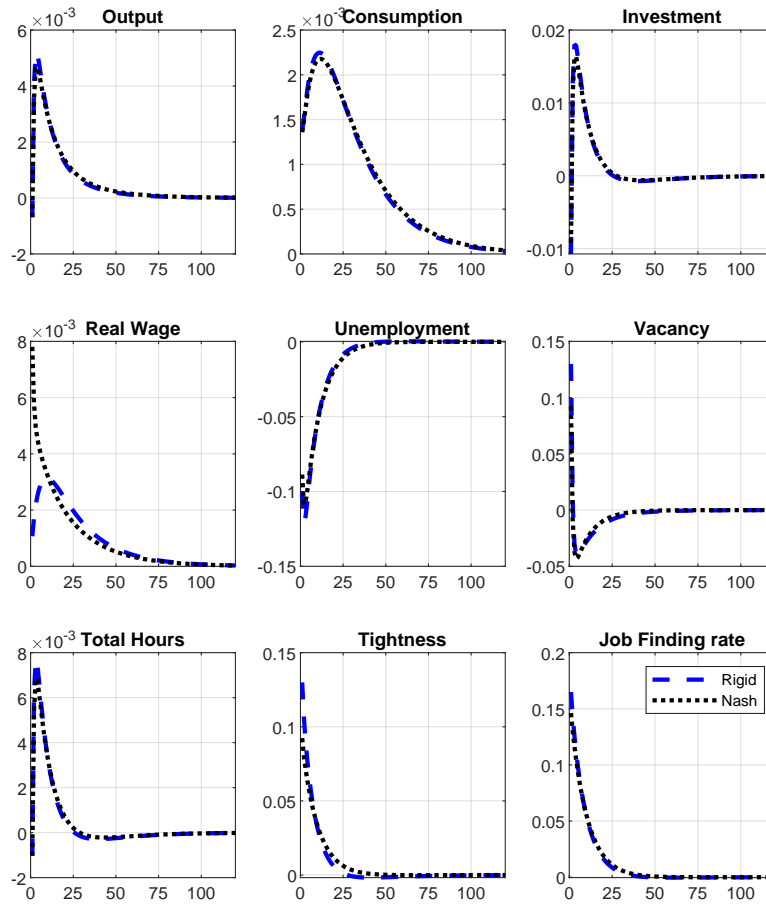 ×10⁻³ Output
6
4
2
0
-2
0 25 50 75 100
×10⁻³ Consumption
2.5
2
1.5
1
0.5
0
0 25 50 75 100
Investment
0.02
0.01
0
-0.01
0 25 50 75 100
×10⁻³ Real Wage
8
6
4
2
0
0 25 50 75 100
Unemployment
0
-0.05
-0.1
-0.15
0 25 50 75 100
Vacancy
0.15
0.1
0.05
0
-0.05
0 25 50 75 100
×10⁻³ Total Hours
8
6
4
2
0
-2
0 25 50 75 100
Tightness
0.15
0.1
0.05
0
0 25 50 75 100
Job Finding rate
0.2
0.15
0.1
0.05
0
0 25 50 75 100
Rigid
Nash